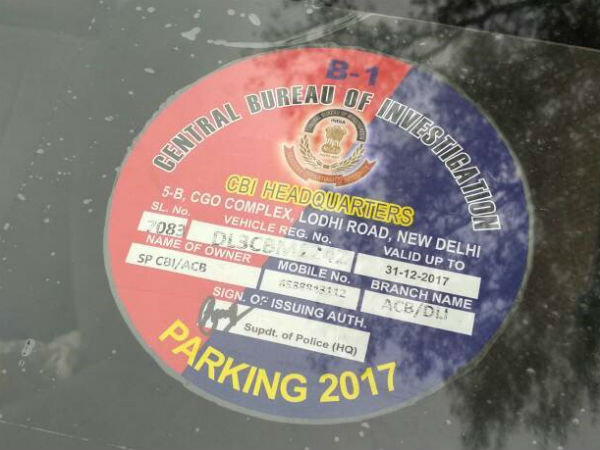 B-1
CENTRAL BUREAU OF INVESTIGATION
INDIA
CBI HEADQUARTERS
5-B, CGO COMPLEX, LODHI ROAD, NEW DELHI
SL. No. VEHICLE REG. No. VALID UP TO
2083 31-12-2017
NAME OF OWNER MOBILE No. BRANCH NAME
SP CBI/ACB ACB/DLI
SIGN. OF ISSUING AUTH.
Supdt. of Police (HQ)
PARKING 2017